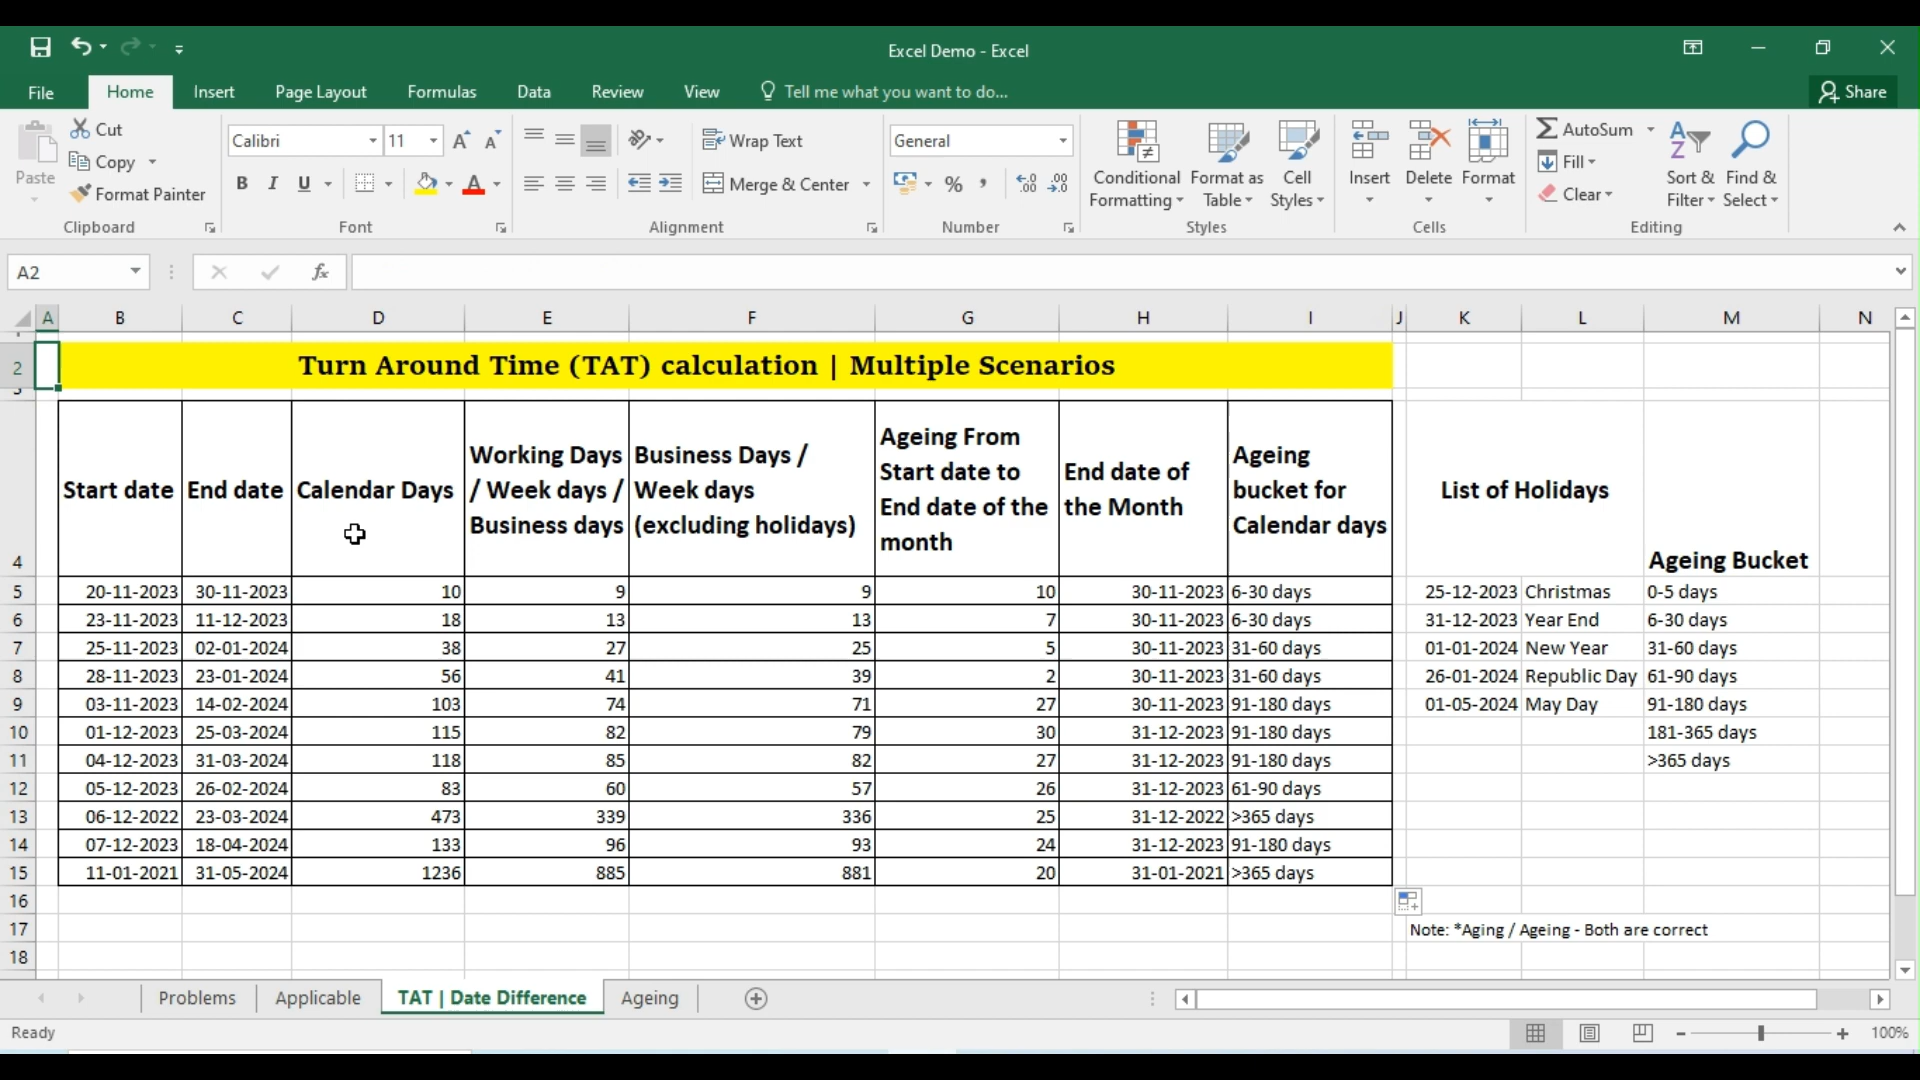 Excel Demo - Excel
File Home Insert Page Layout Formulas Data Review View Tell me what you want to do... Share
Paste Cut Copy Format Painter Clipboard
Calibri 11 B I U A Font
Wrap Text Merge & Center Alignment
General % Number
Conditional Formatting Format as Table Cell Styles Styles
Insert Delete Format Cells
AutoSum Fill Clear Sort & Filter Find & Select Editing
A2 fx
A B C D E F G H I J K L M N
2 Turn Around Time (TAT) calculation | Multiple Scenarios
4 Start date End date Calendar Days Working Days / Week days / Business days Business Days / Week days (excluding holidays) Ageing From Start date to End date of the month End date of the Month Ageing bucket for Calendar days List of Holidays Ageing Bucket
5 20-11-2023 30-11-2023 10 9 9 10 30-11-2023 6-30 days 25-12-2023 Christmas 0-5 days
6 23-11-2023 11-12-2023 18 13 13 7 30-11-2023 6-30 days 31-12-2023 Year End 6-30 days
7 25-11-2023 02-01-2024 38 27 25 5 30-11-2023 31-60 days 01-01-2024 New Year 31-60 days
8 28-11-2023 23-01-2024 56 41 39 2 30-11-2023 31-60 days 26-01-2024 Republic Day 61-90 days
9 03-11-2023 14-02-2024 103 74 71 27 30-11-2023 91-180 days 01-05-2024 May Day 91-180 days
10 01-12-2023 25-03-2024 115 82 79 30 31-12-2023 91-180 days 181-365 days
11 04-12-2023 31-03-2024 118 85 82 27 31-12-2023 91-180 days >365 days
12 05-12-2023 26-02-2024 83 60 57 26 31-12-2023 61-90 days
13 06-12-2022 23-03-2024 473 339 336 25 31-12-2022 >365 days
14 07-12-2023 18-04-2024 133 96 93 24 31-12-2023 91-180 days
15 11-01-2021 31-05-2024 1236 885 881 20 31-01-2021 >365 days
16
17 Note: *Aging / Ageing - Both are correct
18
Problems Applicable TAT | Date Difference Ageing
Ready 100%